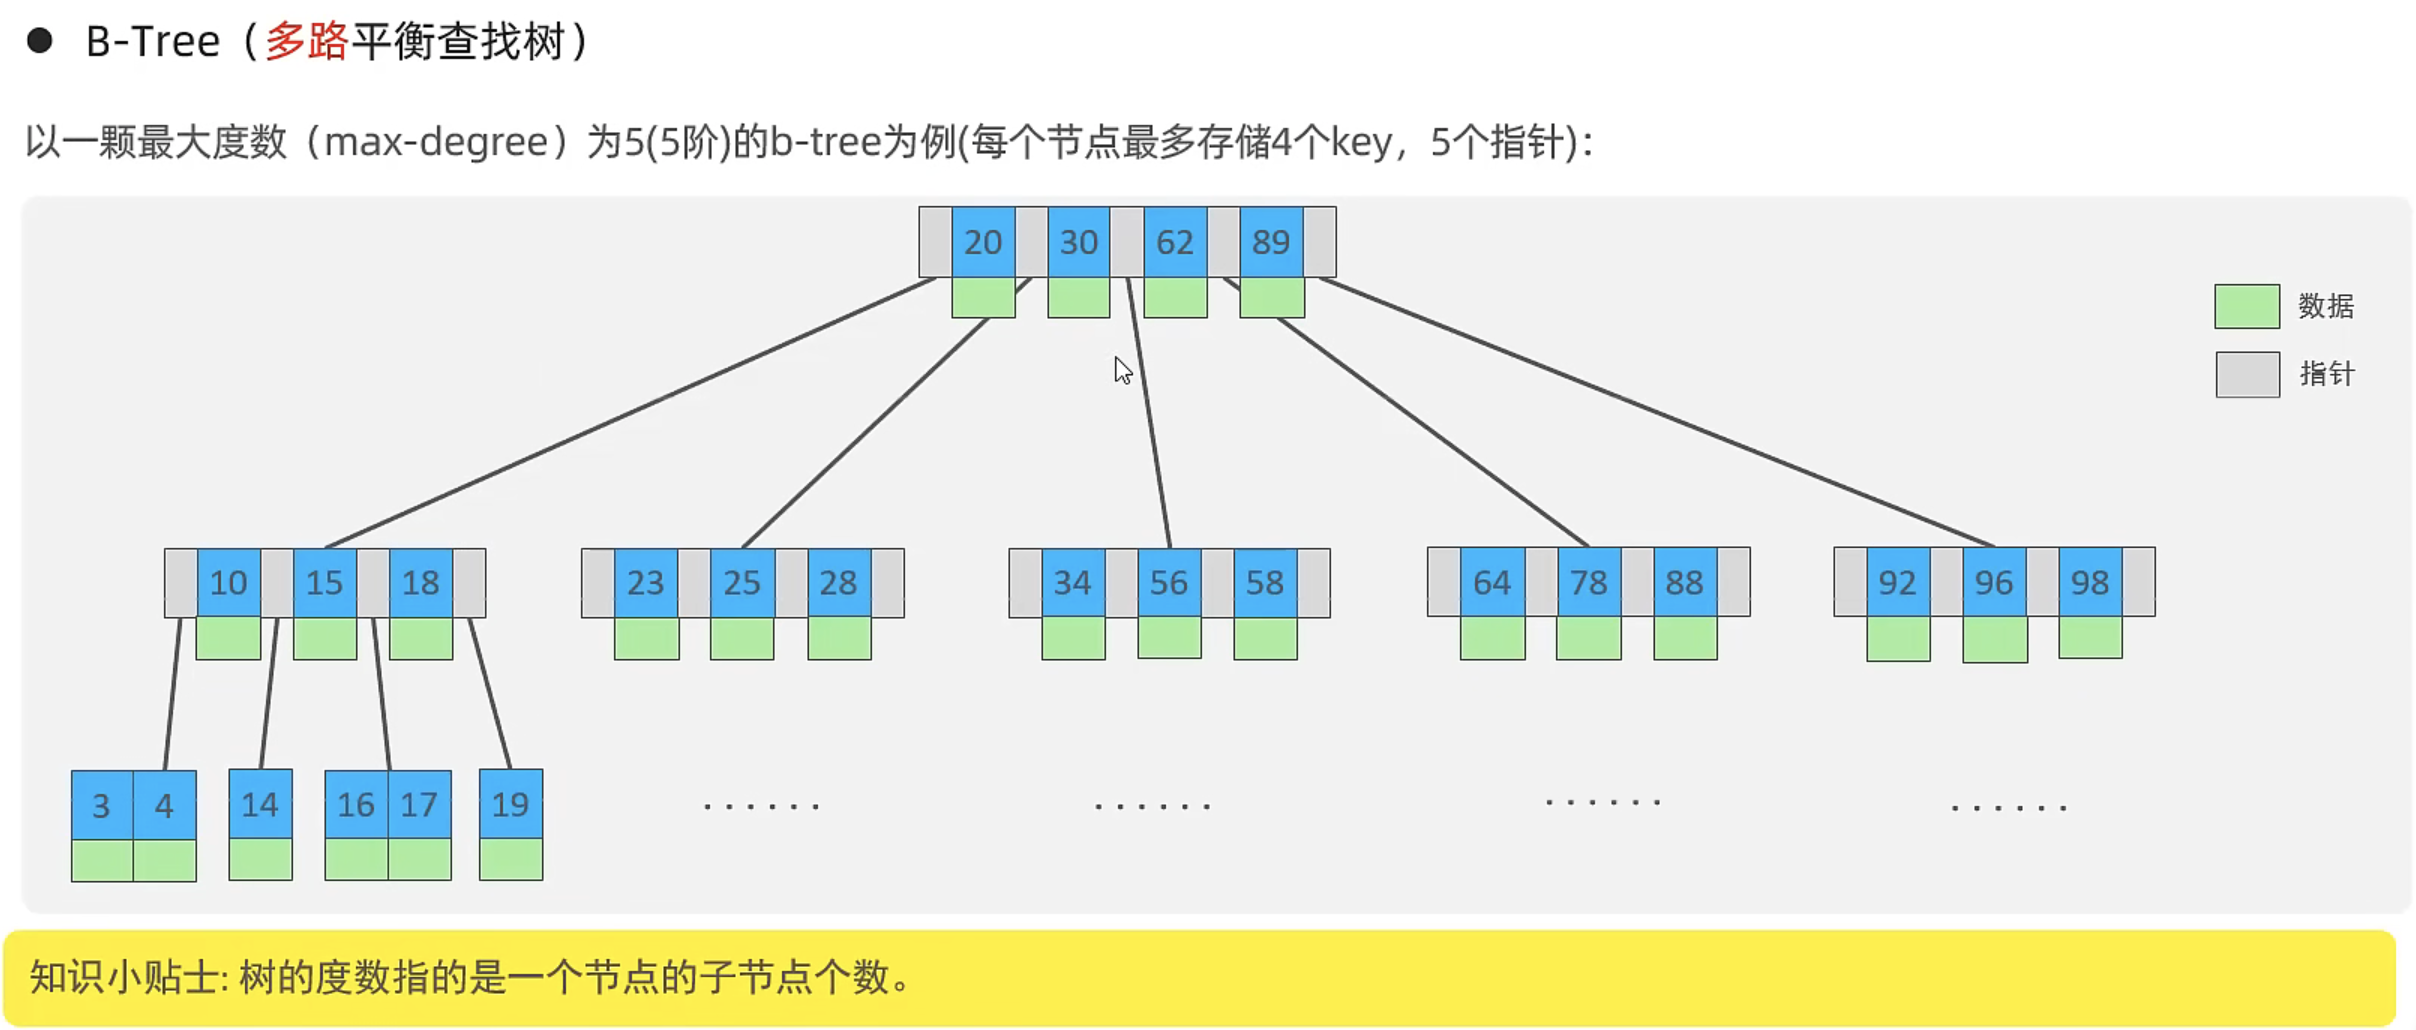 ● B-Tree（多路平衡查找树）
以一颗最大度数（max-degree）为5(5阶)的b-tree为例(每个节点最多存储4个key，5个指针)：
20 30 62 89
数据
指针
10 15 18 23 25 28 34 56 58 64 78 88 92 96 98
3 4 14 16 17 19 ...... ...... ...... ......
知识小贴士: 树的度数指的是一个节点的子节点个数。